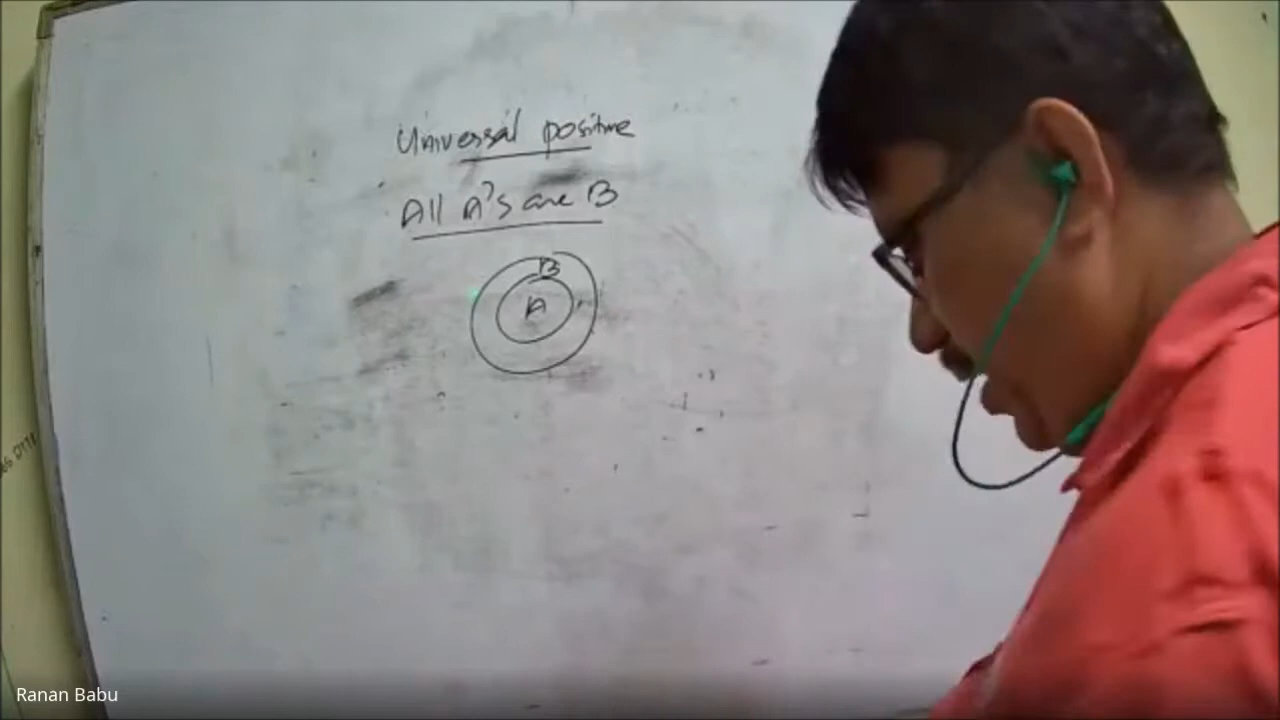 Universal positive
All A's are B
B
A
Ranan Babu